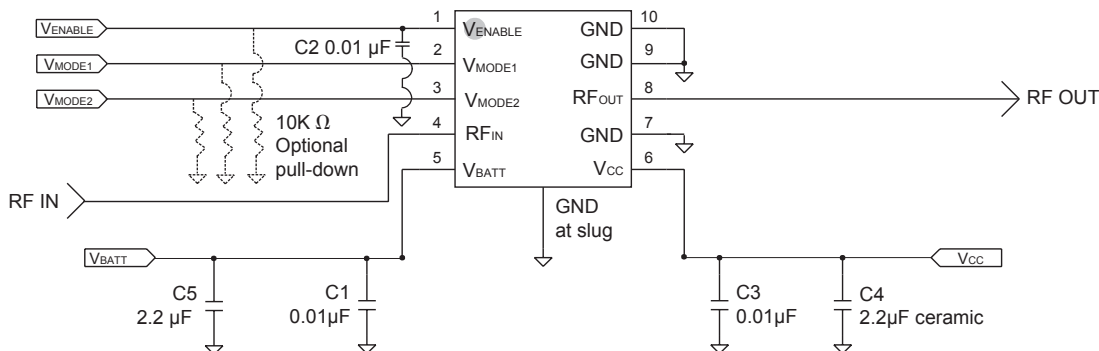 VENABLE
VMODE1
VMODE2
RF IN
VBATT
C2 0.01 µF
10K Ω
Optional
pull-down
1
2
3
4
5
VENABLE
VMODE1
VMODE2
RFIN
VBATT
GND
GND
RFOUT
GND
VCC
10
9
8
7
6
RF OUT
GND
at slug
VCC
C5
2.2 µF
C1
0.01µF
C3
0.01µF
C4
2.2µF ceramic